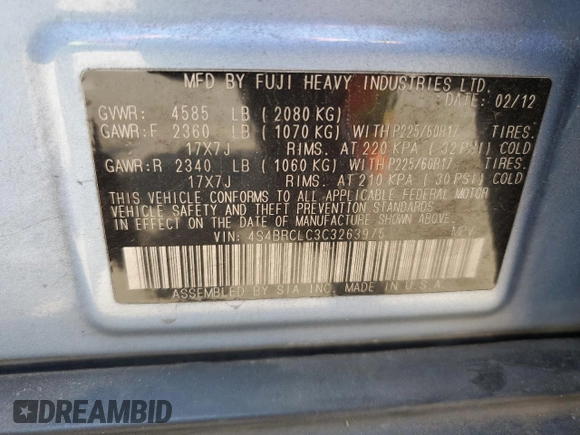 MFD BY FUJI HEAVY INDUSTRIES LTD.
DATE: 02/12
GVWR: 4585 LB (2080 KG)
GAWR:F 2360 LB (1070 KG) WITH P225/60R17 TIRES.
17X7J RIMS. AT 220 KPA (32 PSI) COLD
GAWR:R 2340 LB (1060 KG) WITH P225/60R17 TIRES.
17X7J RIMS. AT 210 KPA (30 PSI) COLD
THIS VEHICLE CONFORMS TO ALL APPLICABLE FEDERAL MOTOR
VEHICLE SAFETY, BUMPER, AND THEFT PREVENTION STANDARDS
IN EFFECT ON THE DATE OF MANUFACTURE SHOWN ABOVE.
VIN: 4S4BRCLC3C3263975 MPV
ASSEMBLED BY SIA INC. MADE IN U.S.A.
DREAMBID